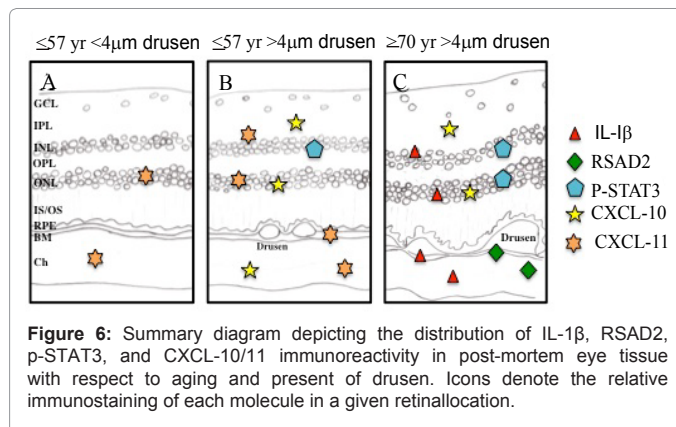 ≤57 yr <4μm drusen ≤57 yr >4μm drusen ≥70 yr >4μm drusen
A B C
GCL
IPL
INL
OPL
ONL
IS/OS
RPE
BM
Ch
Drusen
Drusen
IL-Iβ
RSAD2
P-STAT3
CXCL-10
CXCL-11
Figure 6: Summary diagram depicting the distribution of IL-1β, RSAD2,
p-STAT3, and CXCL-10/11 immunoreactivity in post-mortem eye tissue
with respect to aging and present of drusen. Icons denote the relative
immunostaining of each molecule in a given retinallocation.